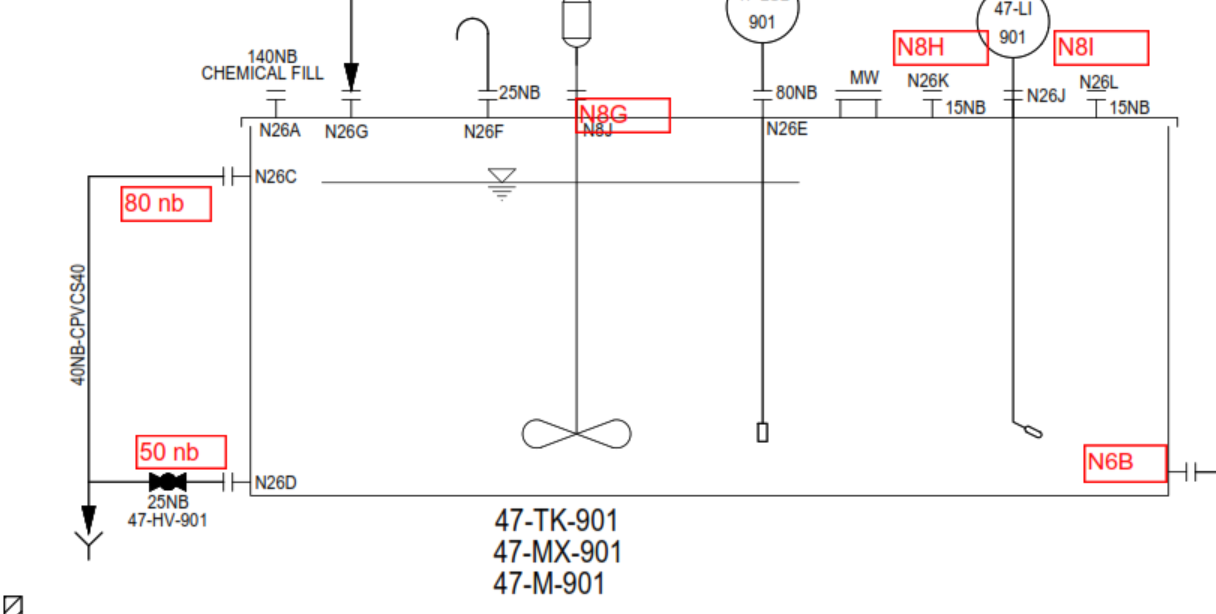 901
47-LI
901
N8H
N8I
140NB
CHEMICAL FILL
25NB
80NB
MW
N26K
15NB
N26J
N26L
15NB
N8G
N26A
N26G
N26F
N8J
N26E
N26C
80 nb
40NB-CPVCS40
50 nb
N26D
25NB
47-HV-901
N6B
47-TK-901
47-MX-901
47-M-901